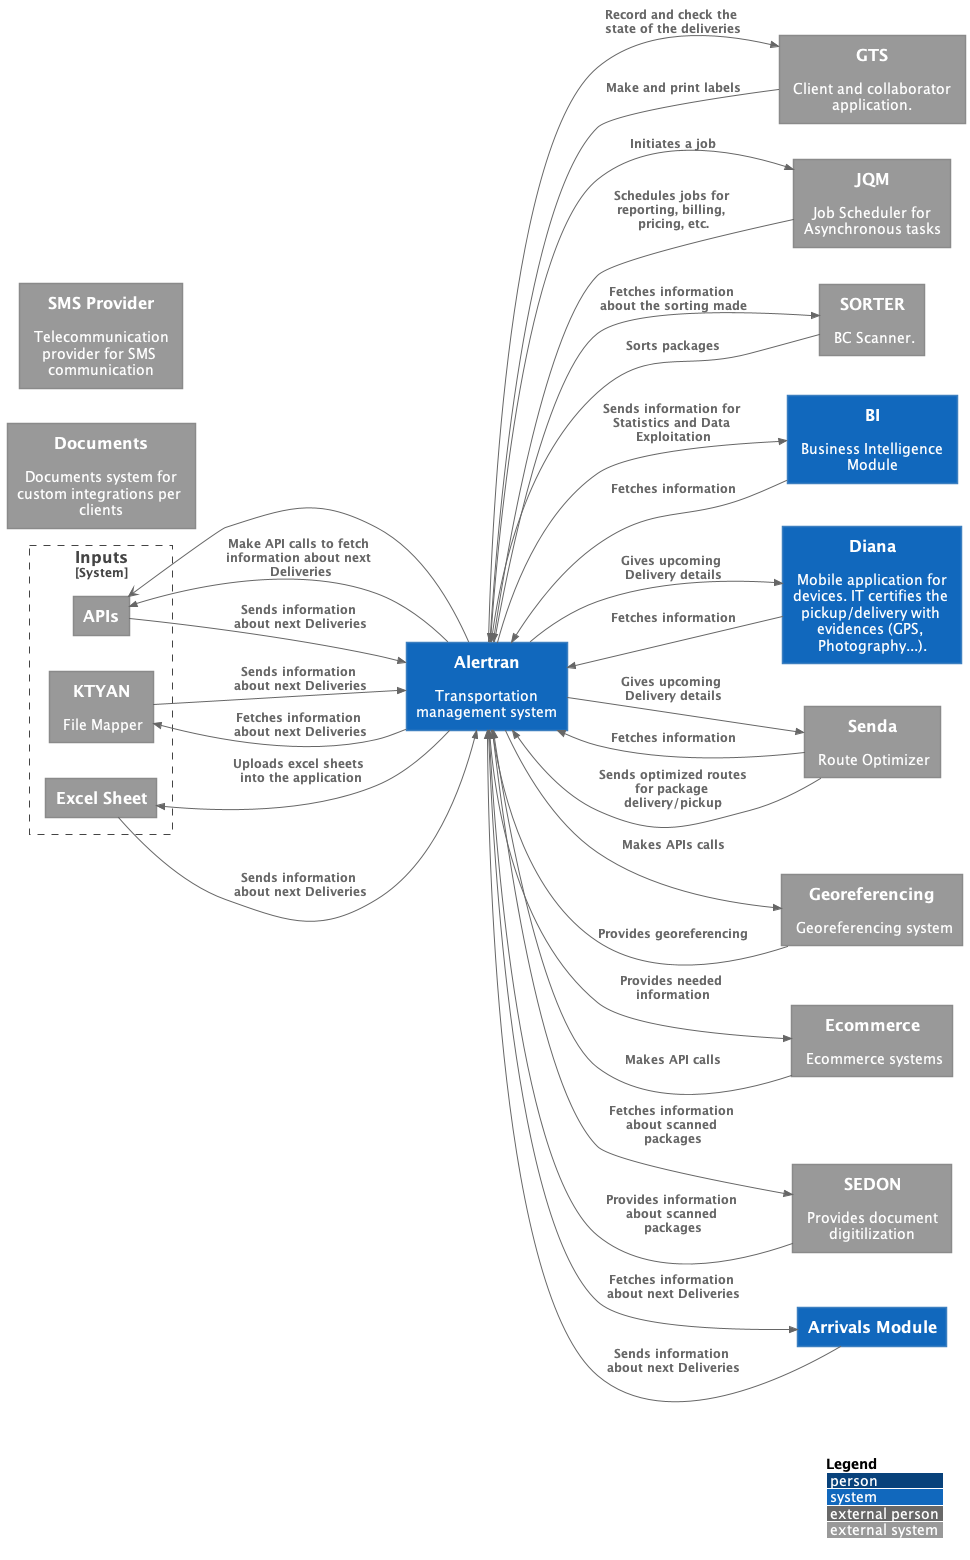 Record and check the
state of the deliveries
GTS
Client and collaborator
application.
Make and print labels
Initiates a job
JQM
Job Scheduler for
Asynchronous tasks
Schedules jobs for
reporting, billing,
pricing, etc.
Fetches information
about the sorting made
SORTER
BC Scanner.
Sorts packages
SMS Provider
Telecommunication
provider for SMS
communication
Sends information for
Statistics and Data
Exploitation
BI
Business Intelligence
Module
Fetches information
Documents
Documents system for
custom integrations per
clients
Inputs
[System]
Make API calls to fetch
information about next
Deliveries
APIs
Sends information
about next Deliveries
Gives upcoming
Delivery details
Diana
Mobile application for
devices. IT certifies the
pickup/delivery with
evidences (GPS,
Photography...).
Fetches information
Alertran
Transportation
management system
KTYAN
File Mapper
Sends information
about next Deliveries
Fetches information
about next Deliveries
Gives upcoming
Delivery details
Senda
Route Optimizer
Fetches information
Sends optimized routes
for package
delivery/pickup
Excel Sheet
Uploads excel sheets
into the application
Sends information
about next Deliveries
Makes APIs calls
Georeferencing
Georeferencing system
Provides georeferencing
Provides needed
information
Ecommerce
Ecommerce systems
Makes API calls
Fetches information
about scanned
packages
SEDON
Provides document
digitilization
Provides information
about scanned
packages
Fetches information
about next Deliveries
Arrivals Module
Sends information
about next Deliveries
Legend
person
system
external person
external system